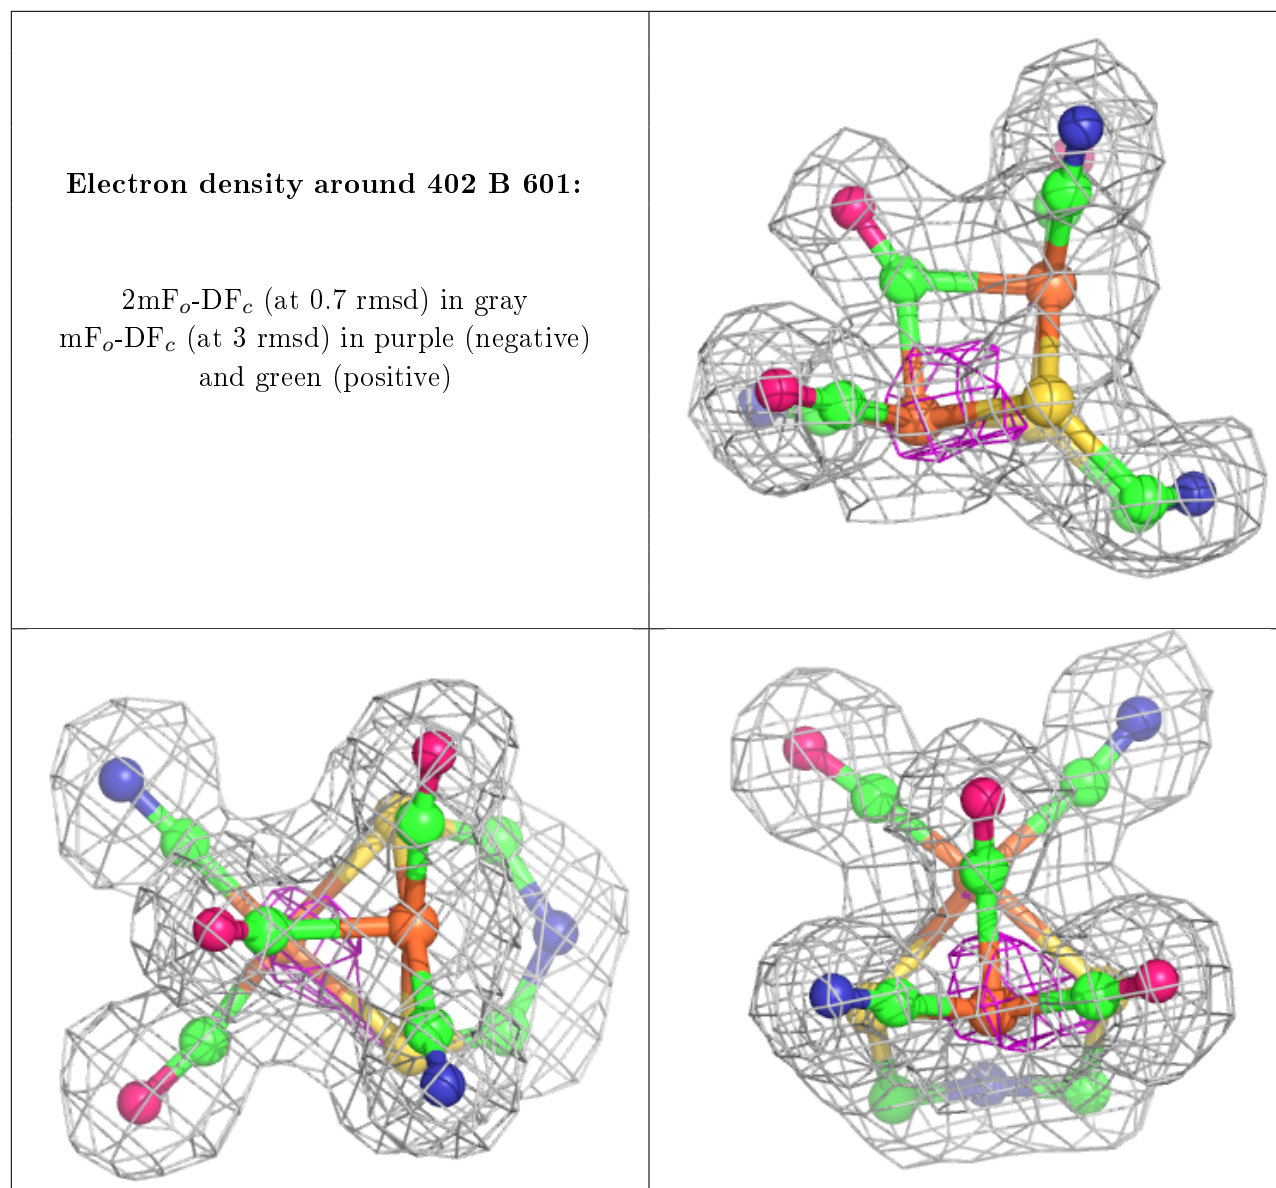 Electron density around 402 B 601:
2mFₒ-DF𝑐 (at 0.7 rmsd) in gray
mFₒ-DF𝑐 (at 3 rmsd) in purple (negative)
and green (positive)